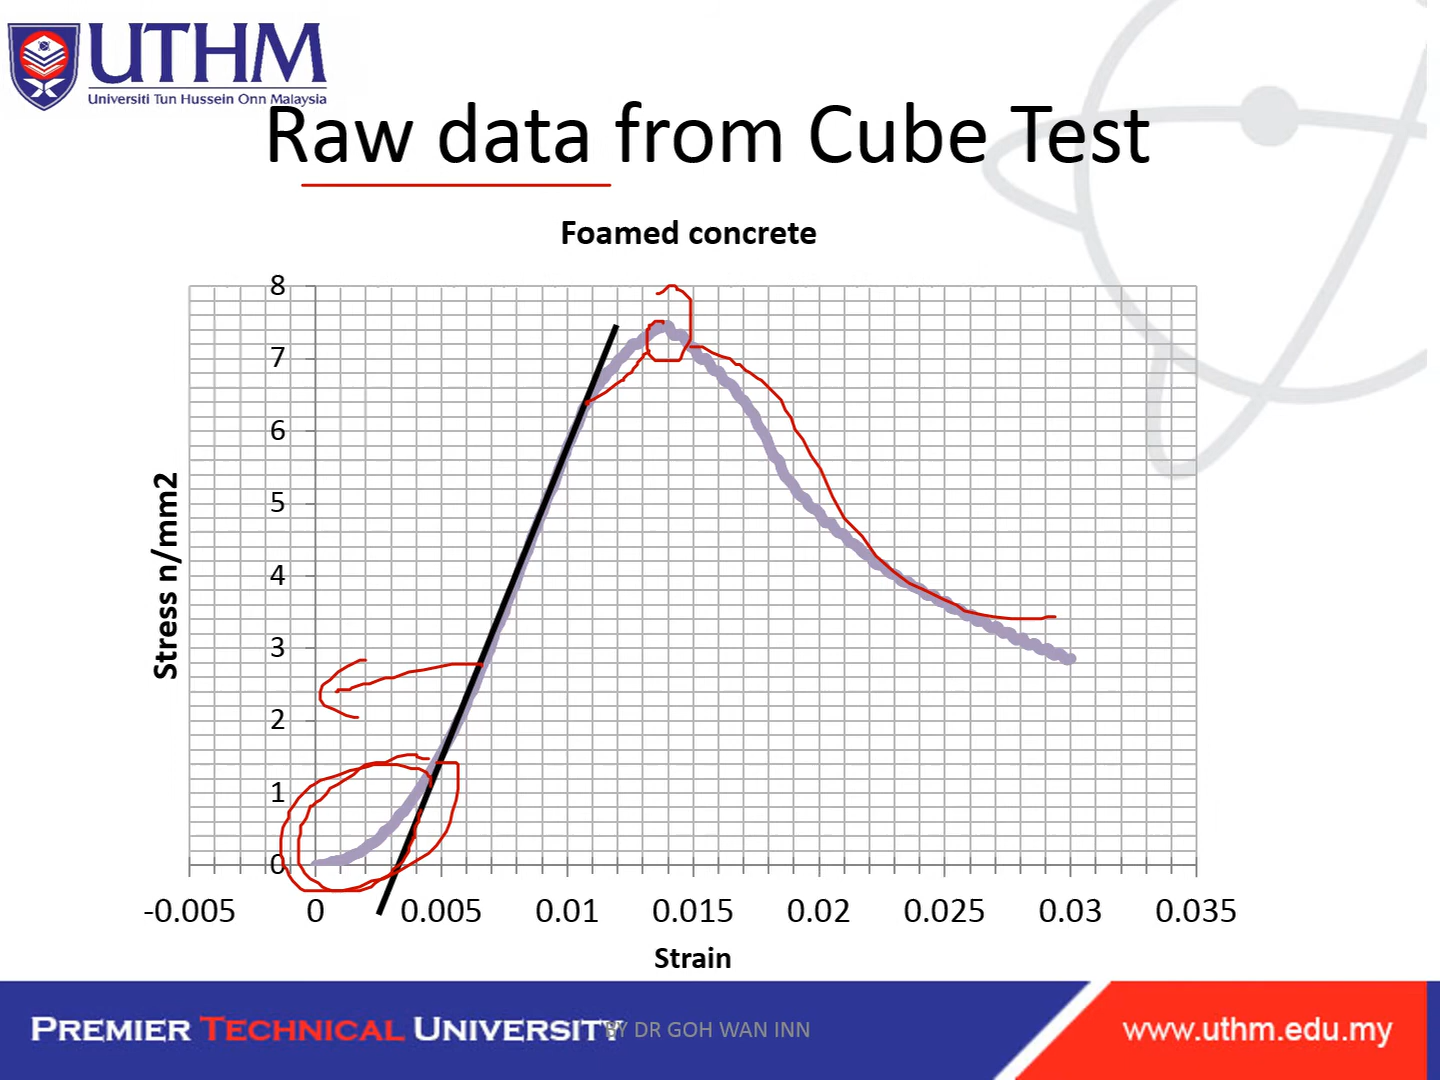 UTHM
Universiti Tun Hussein Onn Malaysia
Raw data from Cube Test
Foamed concrete
8
7
6
5
4
3
2
1
0
Stress n/mm2
-0.005 0 0.005 0.01 0.015 0.02 0.025 0.03 0.035
Strain
PREMIER TECHNICAL UNIVERSITY BY DR GOH WAN INN www.uthm.edu.my